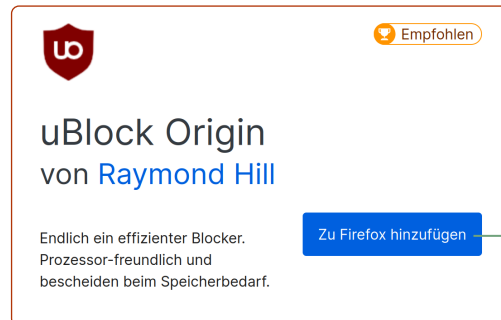 uo
Empfohlen
uBlock Origin
von Raymond Hill
Endlich ein effizienter Blocker.
Prozessor-freundlich und
bescheiden beim Speicherbedarf.
Zu Firefox hinzufügen